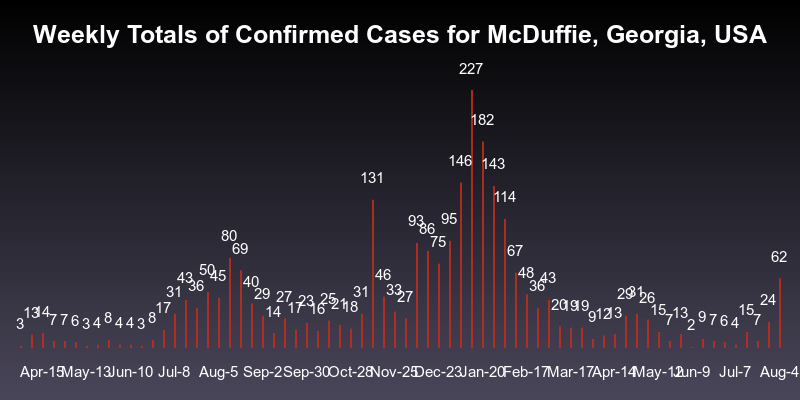 Weekly Totals of Confirmed Cases for McDuffie, Georgia, USA
3 13 14 7 7 6 3 4 8 4 4 3 8 17 31 43 36 50 45 80 69 40 29 14 27 17 23 16 25 21 18 31 131 46 33 27 93 86 75 95 146 227 182 143 114 67 48 36 43 20 19 19 9 12 13 29 31 26 15 7 13 2 9 7 6 4 15 7 24 62
Apr-15 May-13 Jun-10 Jul-8 Aug-5 Sep-2 Sep-30 Oct-28 Nov-25 Dec-23 Jan-20 Feb-17 Mar-17 Apr-14 May-12 Jun-9 Jul-7 Aug-4